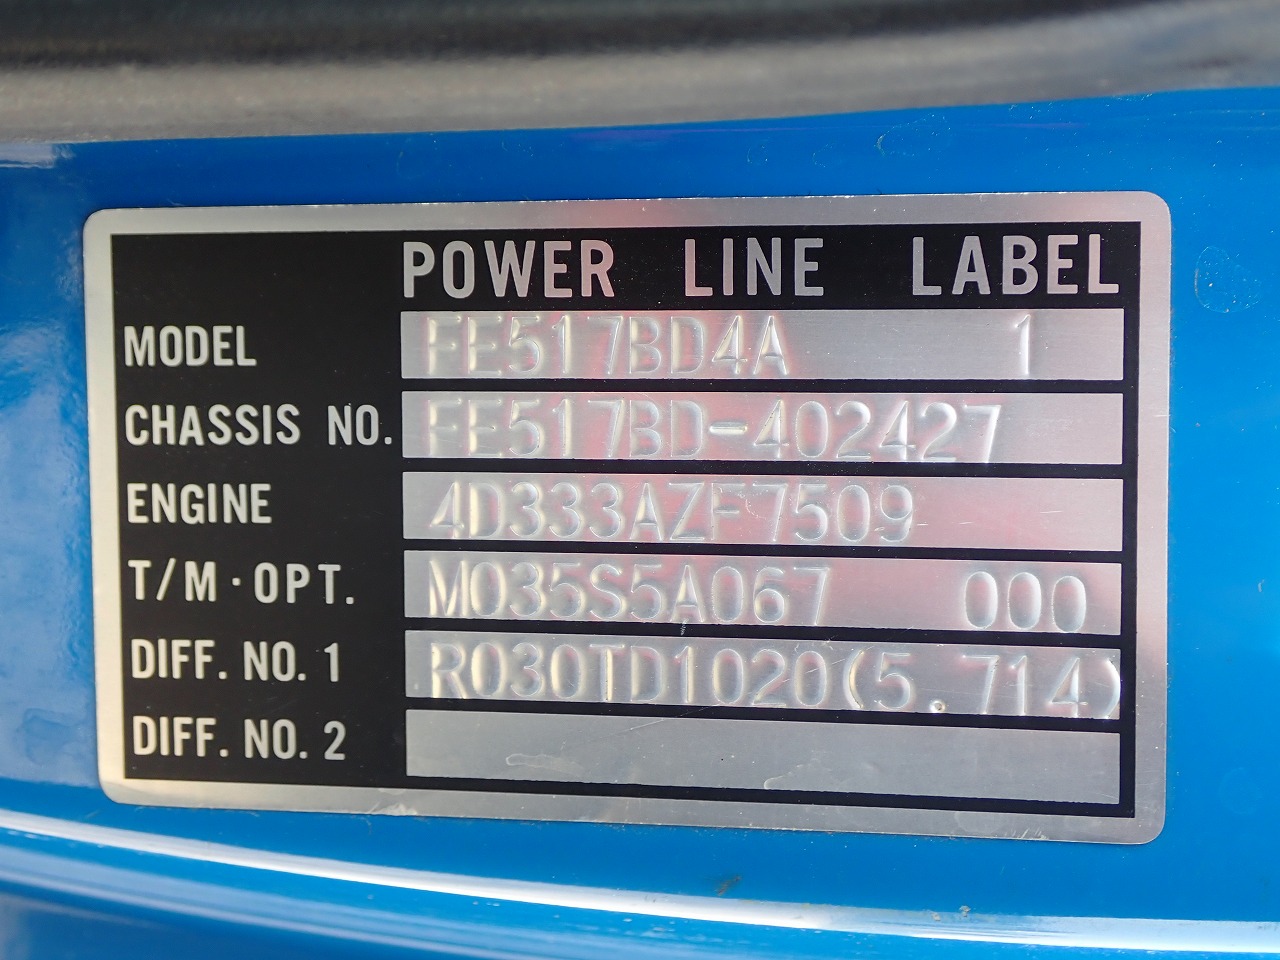 POWER LINE LABEL
MODEL FE517BD4A 1
CHASSIS NO. FE517BD-402427
ENGINE 4D333AZF7509
T/M·OPT. M035S5A067 000
DIFF. NO. 1 R030TD1020(5.714)
DIFF. NO. 2